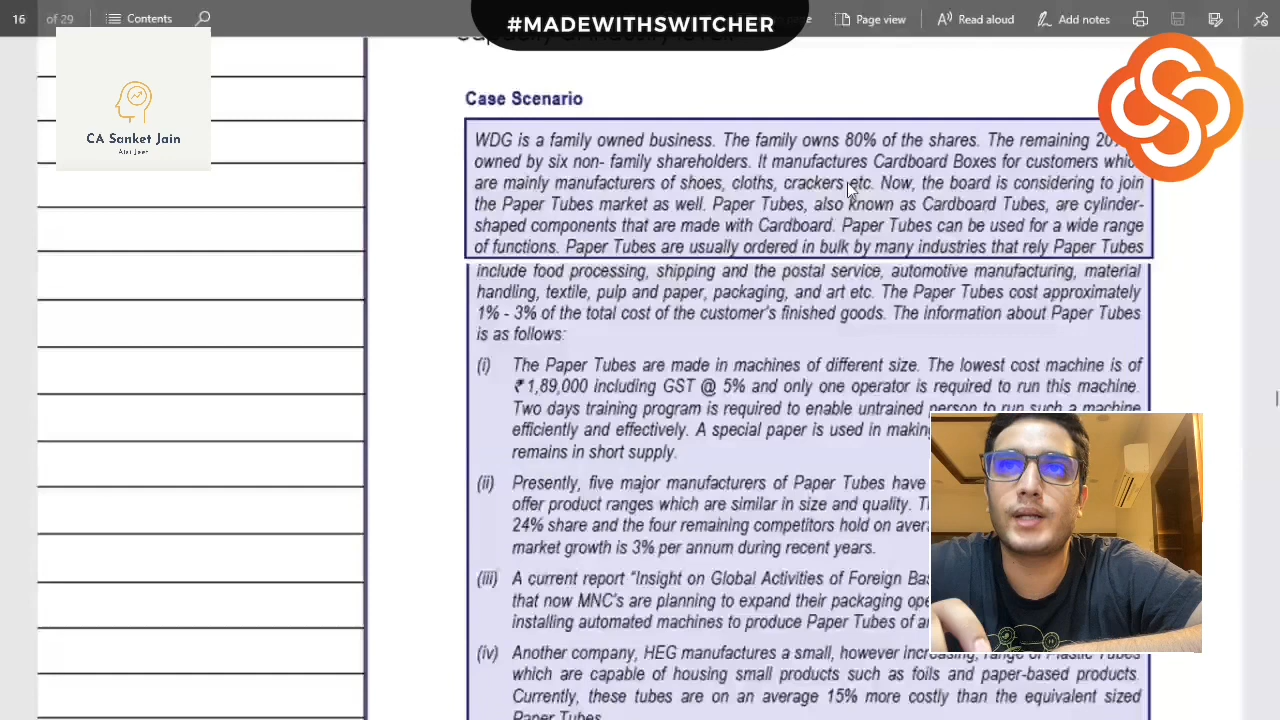 16 of 29 Contents
#MADEWITHSWITCHER
Page view Read aloud Add notes
CA Sanket Jain
Case Scenario
WDG is a family owned business. The family owns 80% of the shares. The remaining
owned by six non- family shareholders. It manufactures Cardboard Boxes for customers
are mainly manufacturers of shoes, cloths, crackers etc. Now, the board is considering to join
the Paper Tubes market as well. Paper Tubes, also known as Cardboard Tubes, are cylinder-
shaped components that are made with Cardboard. Paper Tubes can be used for a wide range
of functions. Paper Tubes are usually ordered in bulk by many industries that rely Paper Tubes
include food processing, shipping and the postal service, automotive manufacturing, material
handling, textile, pulp and paper, packaging, and art etc. The Paper Tubes cost approximately
1% - 3% of the total cost of the customer's finished goods. The information about Paper Tubes
is as follows:
(i) The Paper Tubes are made in machines of different size. The lowest cost machine is of
₹ 1,89,000 including GST @ 5% and only one operator is required to run this machine.
Two days training program is required to enable untrained person to run such a machine
efficiently and effectively. A special paper is used in making
remains in short supply.
(ii) Presently, five major manufacturers of Paper Tubes have
offer product ranges which are similar in size and quality.
24% share and the four remaining competitors hold on
market growth is 3% per annum during recent years.
(iii) A current report "Insight on Global Activities of Foreign
that now MNC's are planning to expand their packaging
installing automated machines to produce Paper Tubes of
(iv) Another company, HEG manufactures a small, however increasing, range of Plastic Tubes
which are capable of housing small products such as foils and paper-based products.
Currently, these tubes are on an average 15% more costly than the equivalent sized
Paper Tubes.